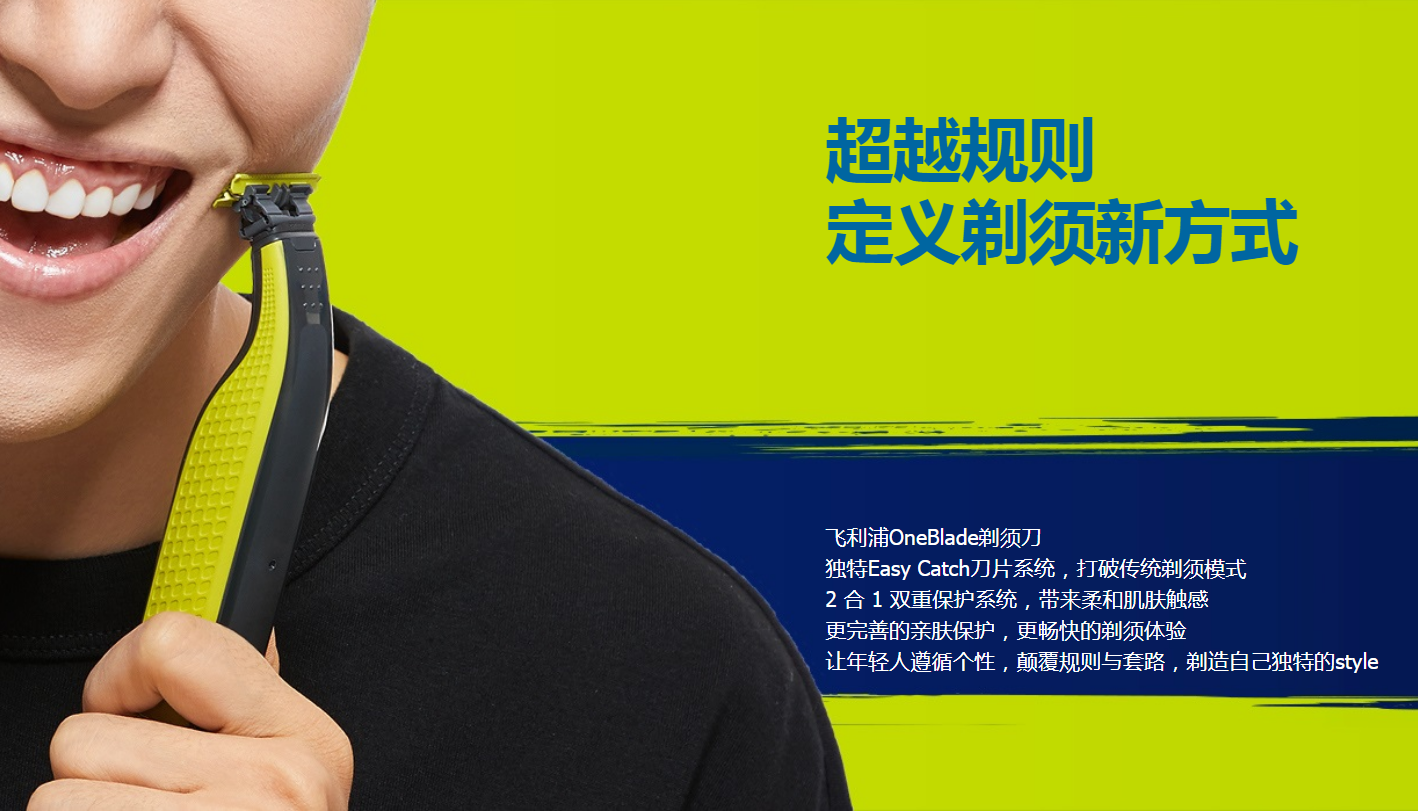 超越规则
定义剃须新方式
飞利浦OneBlade剃须刀
独特Easy Catch刀片系统，打破传统剃须模式
2 合 1 双重保护系统，带来柔和肌肤触感
更完善的亲肤保护，更畅快的剃须体验
让年轻人遵循个性，颠覆规则与套路，剃造自己独特的style